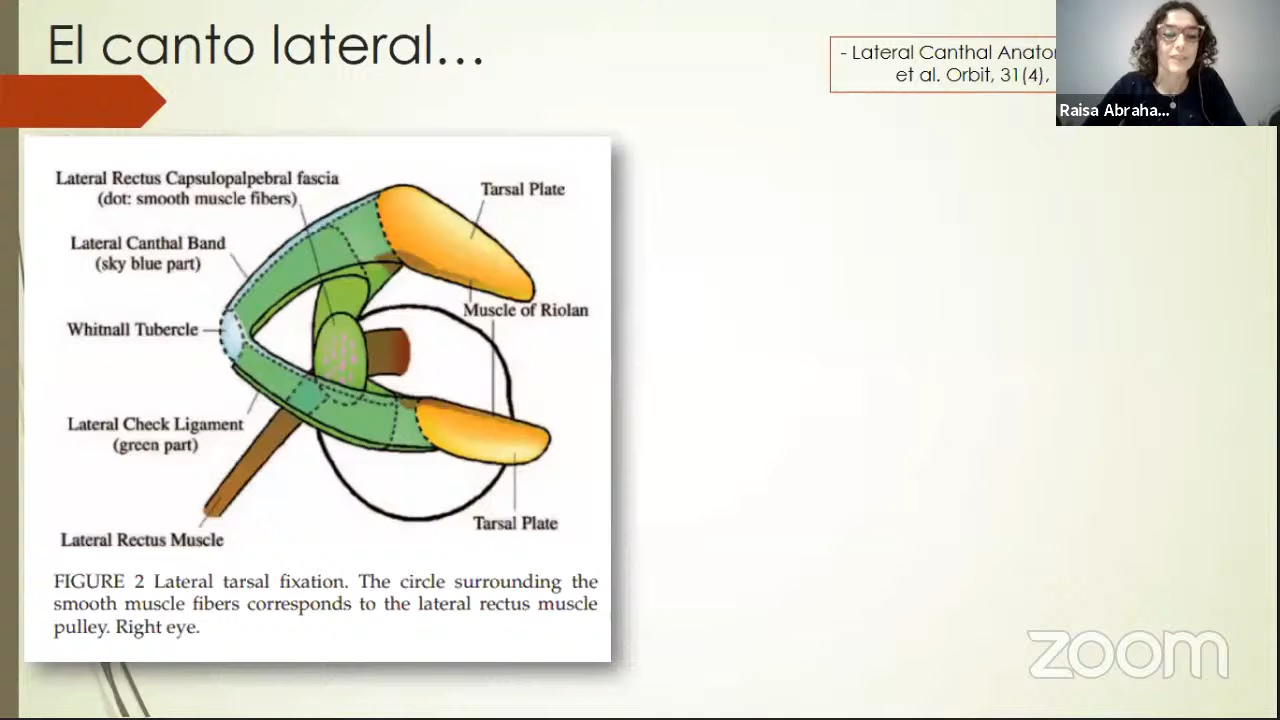 El canto lateral...
- Lateral Canthal
et al. Orbit, 31(4),
Raisa Abraha...
Lateral Rectus Capsulopalpebral fascia
(dot: smooth muscle fibers)
Tarsal Plate
Lateral Canthal Band
(sky blue part)
Muscle of Riolan
Whitnall Tubercle
Lateral Check Ligament
(green part)
Tarsal Plate
Lateral Rectus Muscle
FIGURE 2 Lateral tarsal fixation. The circle surrounding the
smooth muscle fibers corresponds to the lateral rectus muscle
pulley. Right eye.
zoom